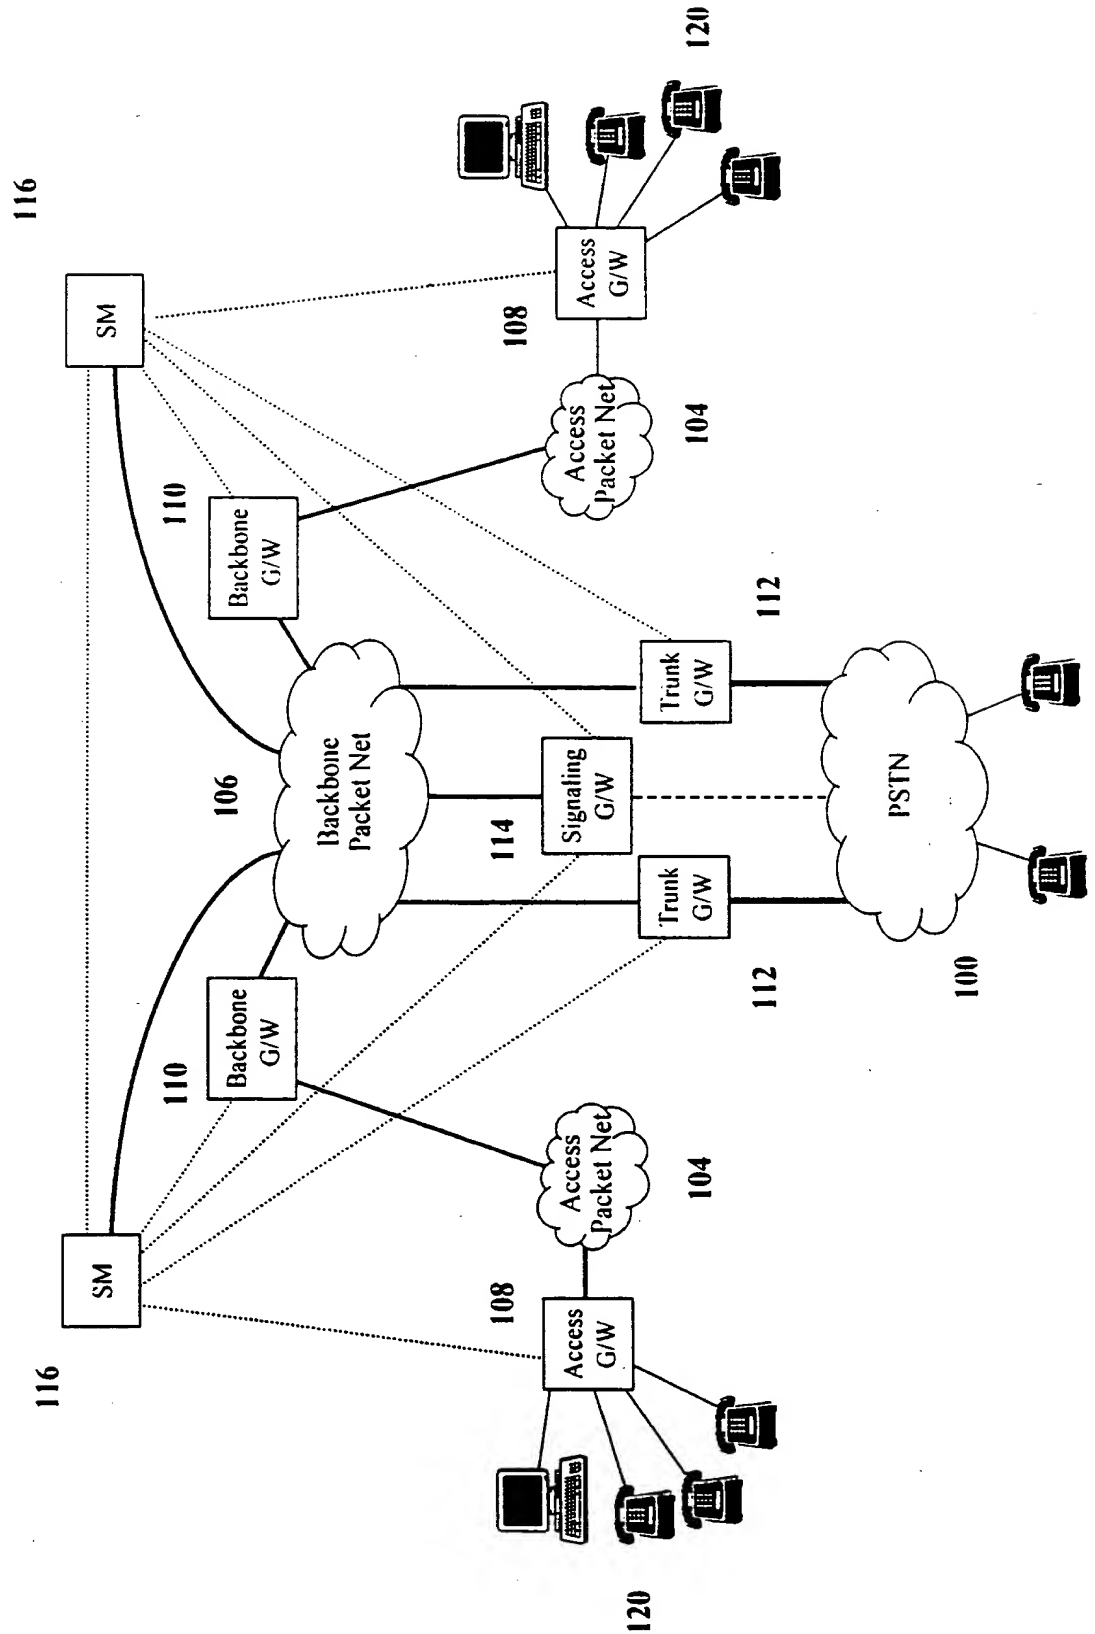 116
SM
116
SM
110
Backbone
G/W
106
Backbone
Packet Net
110
Backbone
G/W
108
Access
G/W
104
Access
Packet Net
114
Signaling
G/W
104
Access
Packet Net
108
Access
G/W
120
120
112
Trunk
G/W
112
Trunk
G/W
100
PSTN